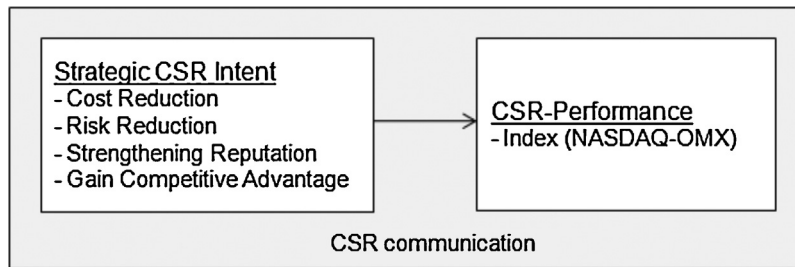 Strategic CSR Intent
- Cost Reduction
- Risk Reduction
- Strengthening Reputation
- Gain Competitive Advantage
CSR-Performance
- Index (NASDAQ-OMX)
CSR communication